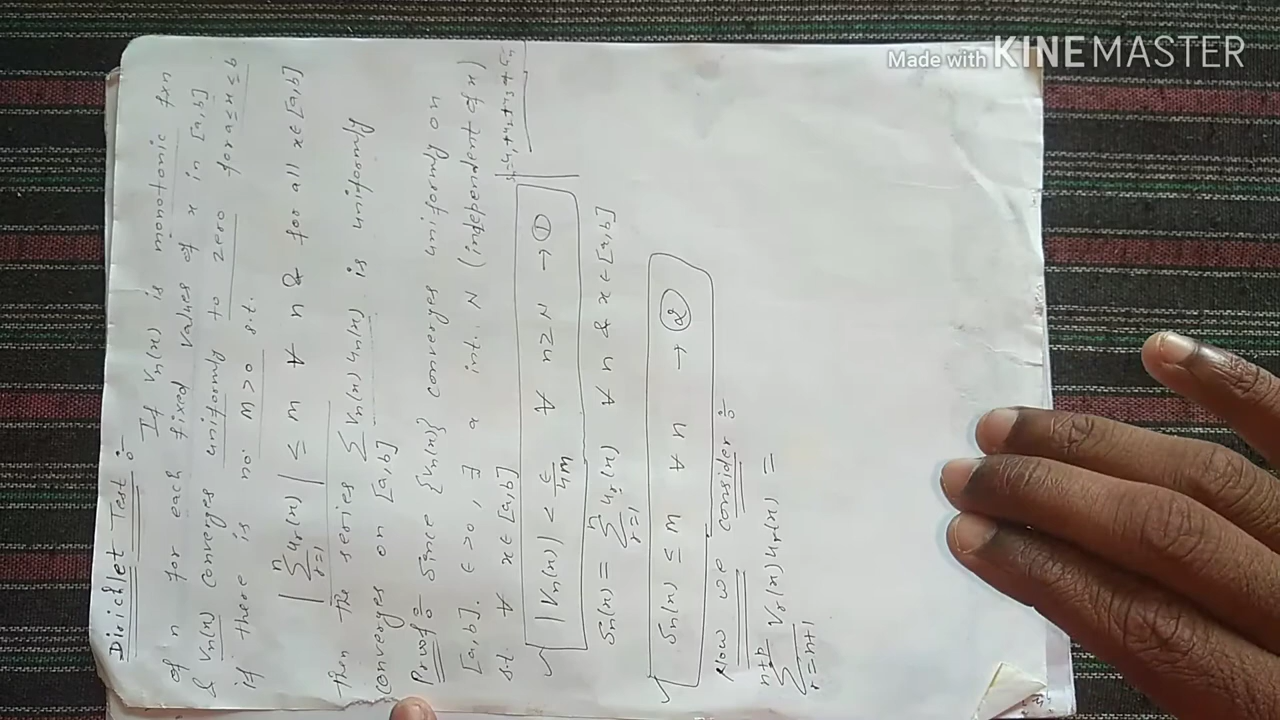 Dirichlet Test :-
If Vn(x) is monotonic fxn
of n for each fixed values of x in [a,b]
& Vn(x) converges uniformly to zero for a≤x≤b
if there is no M>0 s.t.
|∑_{r=1}^{n} ur(x)| ≤ M ∀ n & for all x∈[a,b]
then the series ∑Vn(x)un(x) is uniformly
converges on [a,b]
Proof :- Since {Vn(x)} converges uniformly on
[a,b]. ∈>0, ∃ a int. N (independent of x)
s.t. ∀ x∈[a,b]
|Vn(x)| < ∈/4M ∀ n≥N → ①
Sn(x) = ∑_{r=1}^{n} ur(x) ∀ n & x∈[a,b]
Sn(x) ≤ M ∀ n → ②
Now we consider :-
∑_{r=n+1}^{n+p} Vr(x)ur(x) =
Made with KINEMASTER